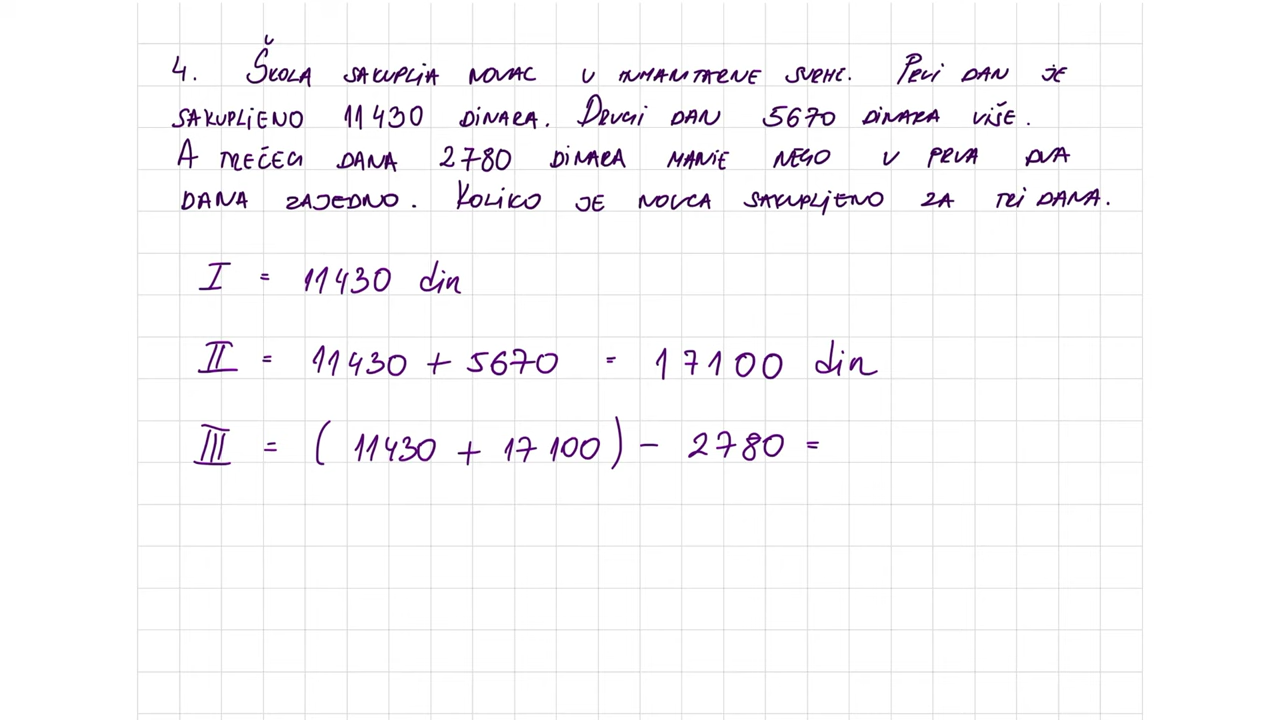 4. Škola sakuplja novac u humanitarne svrhe. Prvi dan je
sakupljeno 11430 dinara. Drugi dan 5670 dinara više.
A trećeg dana 2780 dinara manje nego u prva dva
dana zajedno. Koliko je novca sakupljeno za tri dana.
I = 11430 din
II = 11430 + 5670 = 17100 din
III = (11430 + 17100) - 2780 =